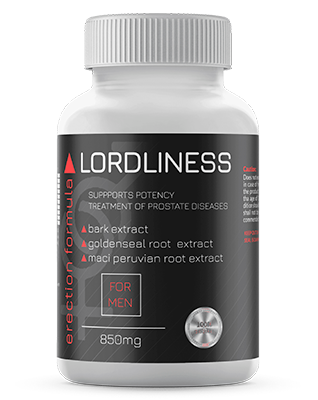 LORDLINESS
SUPPPORTS POTENCY
TREATMENT OF PROSTATE DISEASES
bark extract
goldenseal root extract
maci peruvian root extract
FOR
MEN
850mg
erection formula
Caution